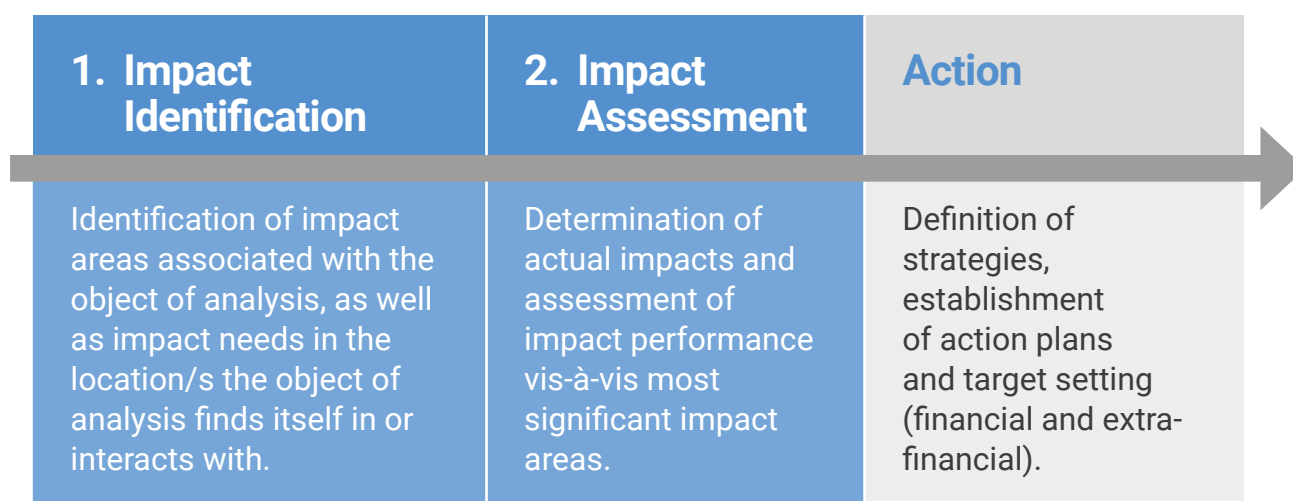 1. Impact
Identification
Identification of impact
areas associated with the
object of analysis, as well
as impact needs in the
location/s the object of
analysis finds itself in or
interacts with.
2. Impact
Assessment
Determination of
actual impacts and
assessment of
impact performance
vis-à-vis most
significant impact
areas.
Action
Definition of
strategies,
establishment
of action plans
and target setting
(financial and extra-
financial).